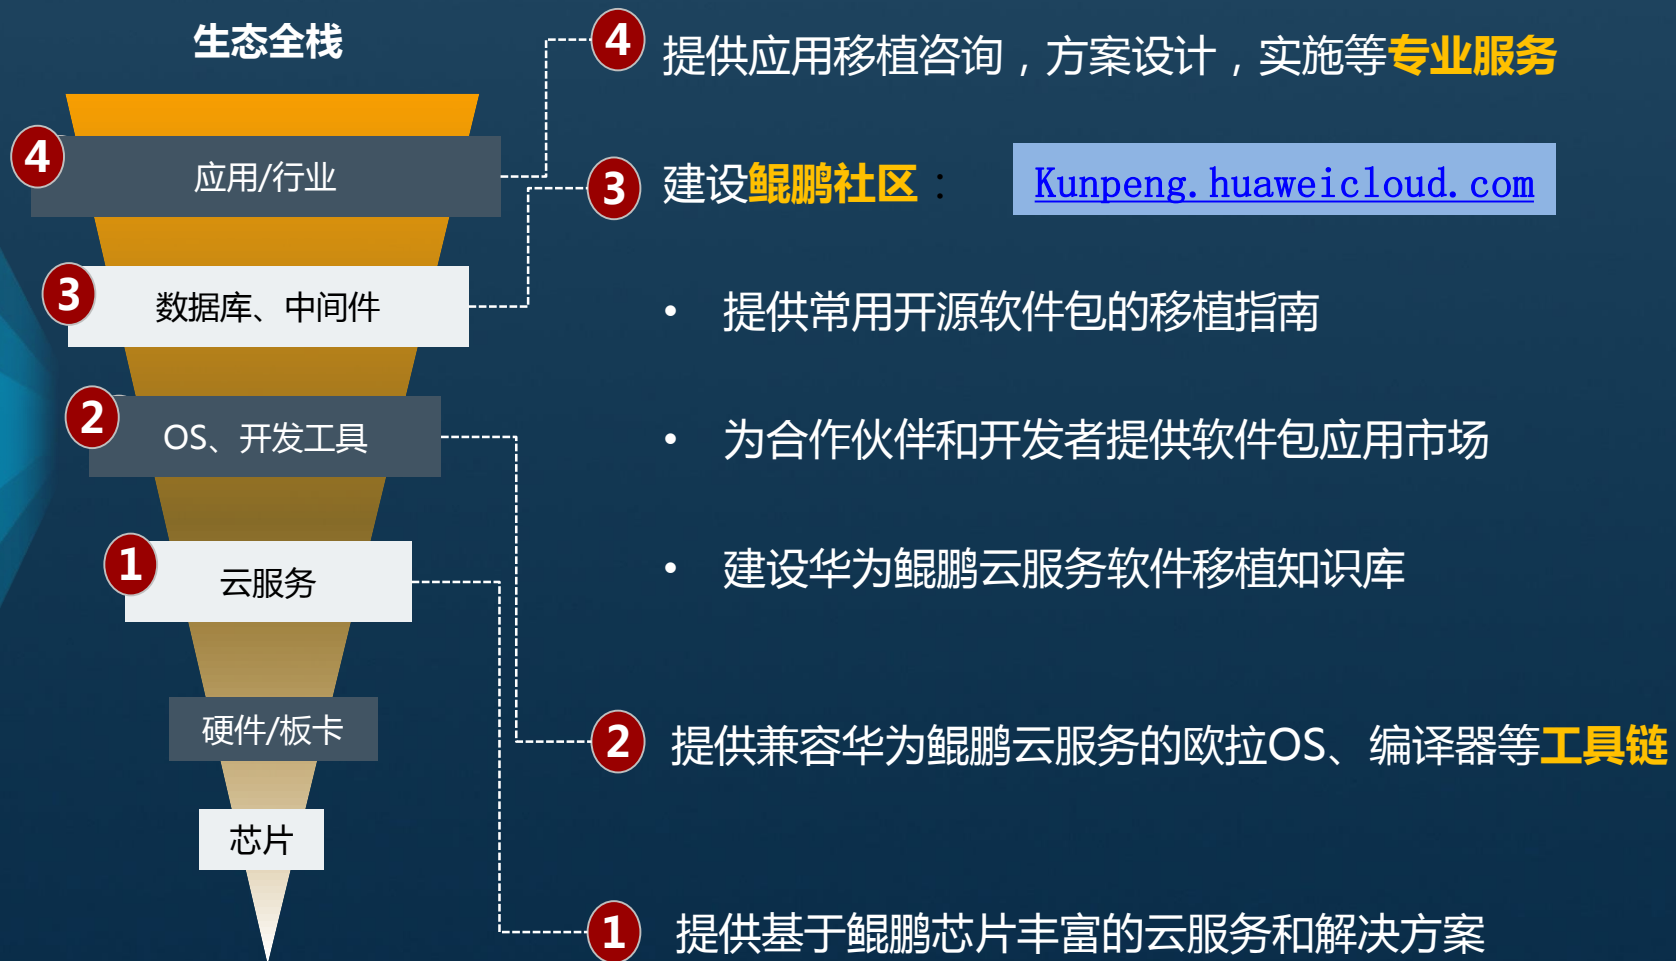 生态全栈
4
应用/行业
3
数据库、中间件
2
OS、开发工具
1
云服务
硬件/板卡
芯片
4 提供应用移植咨询，方案设计，实施等专业服务
3 建设鲲鹏社区： Kunpeng.huaweicloud.com
• 提供常用开源软件包的移植指南
• 为合作伙伴和开发者提供软件包应用市场
• 建设华为鲲鹏云服务软件移植知识库
2 提供兼容华为鲲鹏云服务的欧拉OS、编译器等工具链
1 提供基于鲲鹏芯片丰富的云服务和解决方案